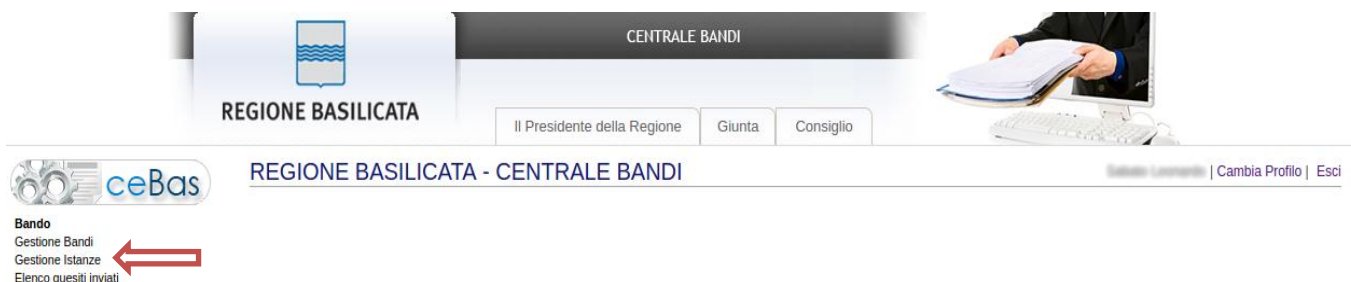 CENTRALE BANDI
REGIONE BASILICATA
Il Presidente della Regione
Giunta
Consiglio
ceBas
REGIONE BASILICATA - CENTRALE BANDI
| Cambia Profilo | Esci
Bando
Gestione Bandi
Gestione Istanze
Elenco quesiti inviati